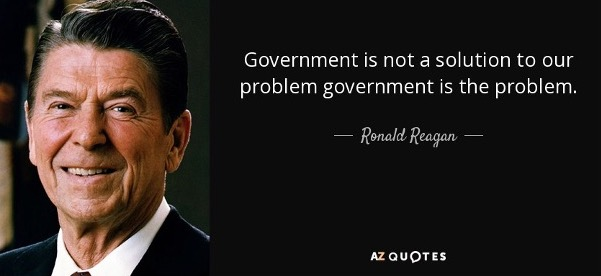 Government is not a solution to our
problem government is the problem.
Ronald Reagan
AZ QUOTES